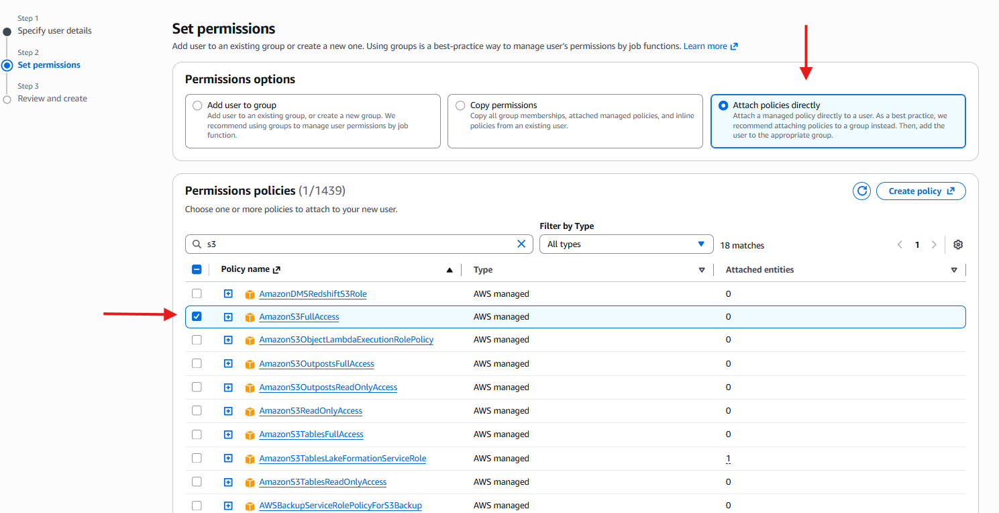 Step 1
Specify user details
Step 2
Set permissions
Step 3
Review and create
Set permissions
Add user to an existing group or create a new one. Using groups is a best-practice way to manage user's permissions by job functions. Learn more
Permissions options
Add user to group
Add user to an existing group, or create a new group. We
recommend using groups to manage user permissions by job
function.
Copy permissions
Copy all group memberships, attached managed policies, and inline
policies from an existing user.
Attach policies directly
Attach a managed policy directly to a user. As a best practice, we
recommend attaching policies to a group instead. Then, add the
user to the appropriate group.
Permissions policies (1/1439)
Create policy
Choose one or more policies to attach to your new user.
Filter by Type
s3
All types
18 matches
1
Policy name
Type
Attached entities
AmazonDMSRedshiftS3Role AWS managed 0
AmazonS3FullAccess AWS managed 0
AmazonS3ObjectLambdaExecutionRolePolicy AWS managed 0
AmazonS3OutpostsFullAccess AWS managed 0
AmazonS3OutpostsReadOnlyAccess AWS managed 0
AmazonS3ReadOnlyAccess AWS managed 0
AmazonS3TablesFullAccess AWS managed 0
AmazonS3TablesLakeFormationServiceRole AWS managed 1
AmazonS3TablesReadOnlyAccess AWS managed 0
AWSBackupServiceRolePolicyForS3Backup AWS managed 0